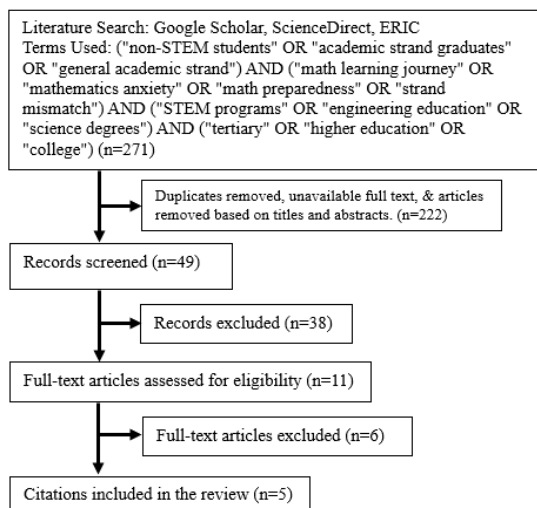 Literature Search: Google Scholar, ScienceDirect, ERIC
Terms Used: ("non-STEM students" OR "academic strand graduates"
OR "general academic strand") AND ("math learning journey" OR
"mathematics anxiety" OR "math preparedness" OR "strand
mismatch") AND ("STEM programs" OR "engineering education" OR
"science degrees") AND ("tertiary" OR "higher education" OR
"college") (n=271)
Duplicates removed, unavailable full text, & articles
removed based on titles and abstracts. (n=222)
Records screened (n=49)
Records excluded (n=38)
Full-text articles assessed for eligibility (n=11)
Full-text articles excluded (n=6)
Citations included in the review (n=5)